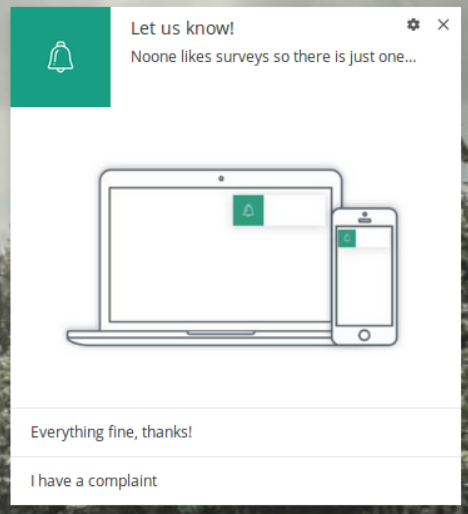 Let us know!
Noone likes surveys so there is just one...
Everything fine, thanks!
I have a complaint